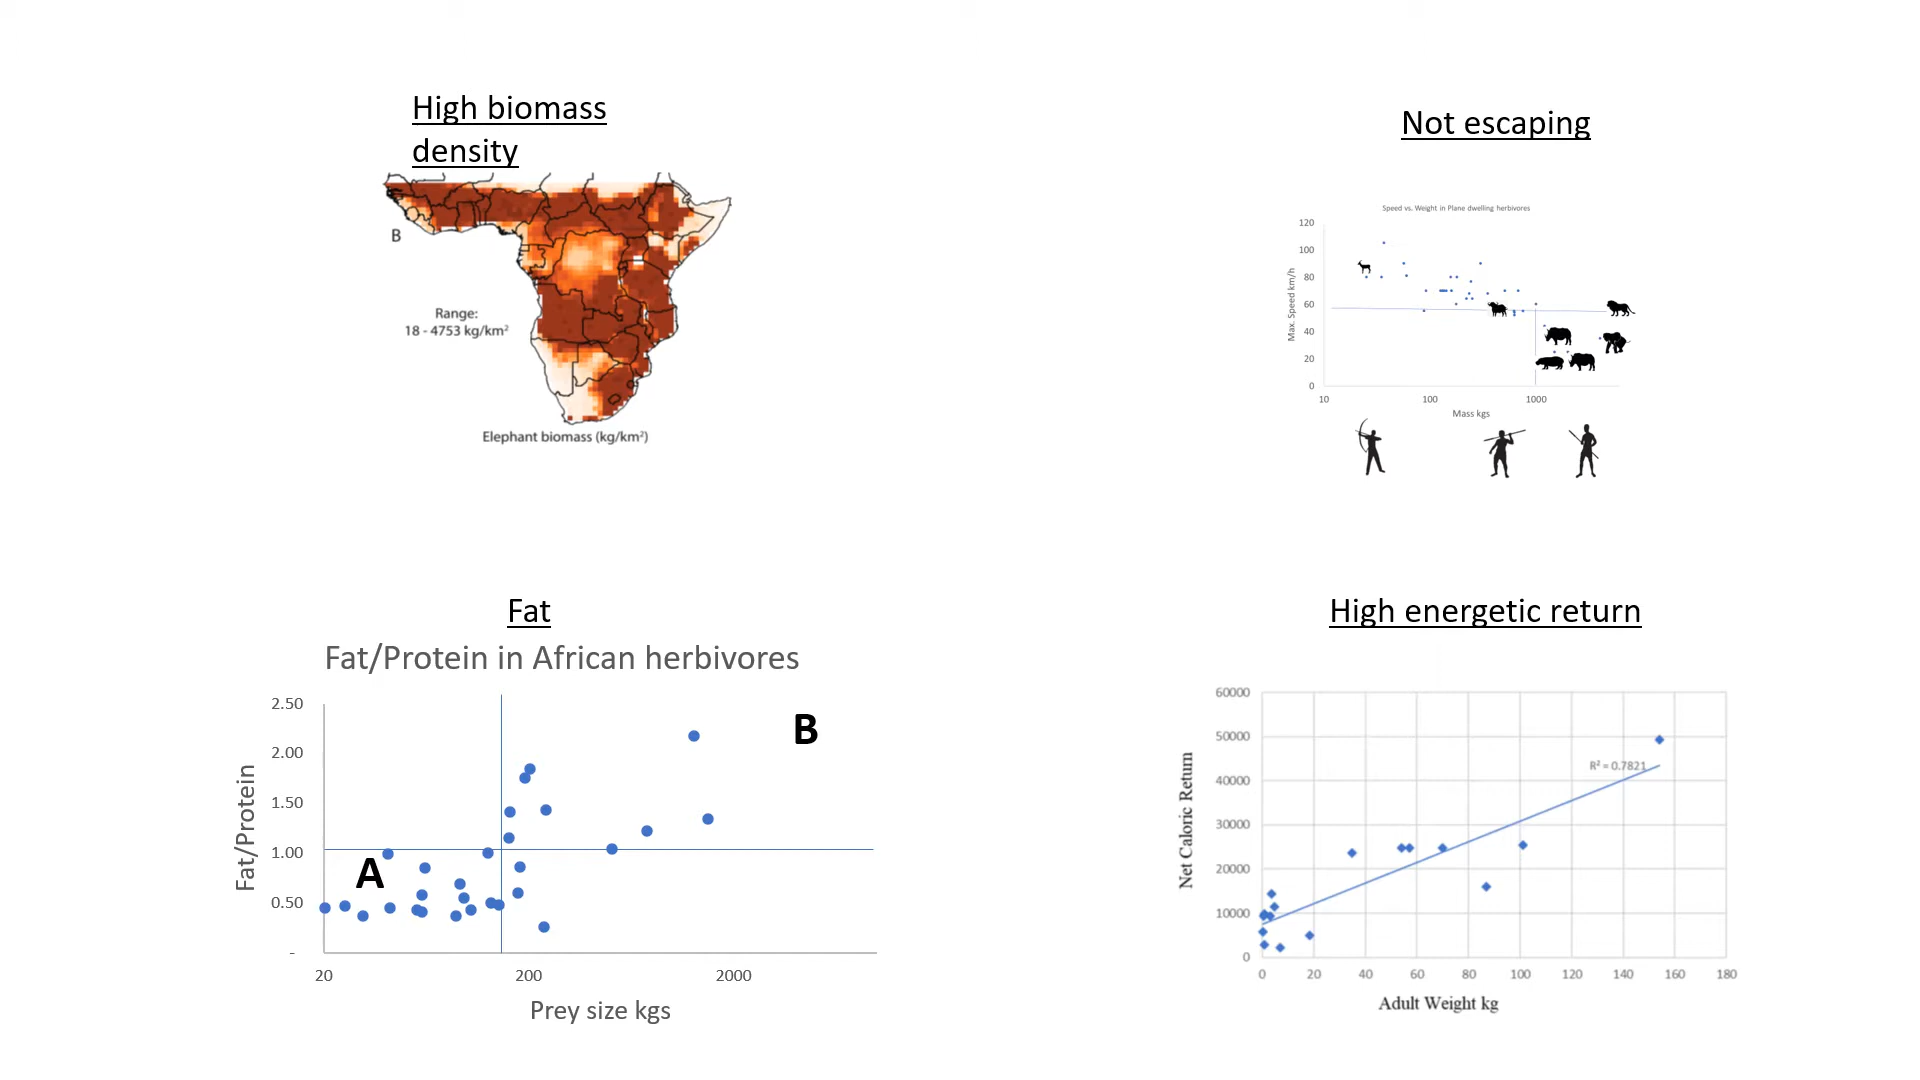 High biomass
density
B
Range:
18 - 4753 kg/km²
Elephant biomass (kg/km²)
Not escaping
Speed vs. Weight in Plane dwelling herbivores
Max. Speed km/h
120
100
80
60
40
20
0
10 100 1000
Mass kgs
Fat
Fat/Protein in African herbivores
Fat/Protein
2.50
2.00
1.50
1.00
0.50
-
A
B
20 200 2000
Prey size kgs
High energetic return
Net Caloric Return
60000
50000
40000
30000
20000
10000
0
R² = 0.7821
0 20 40 60 80 100 120 140 160 180
Adult Weight kg